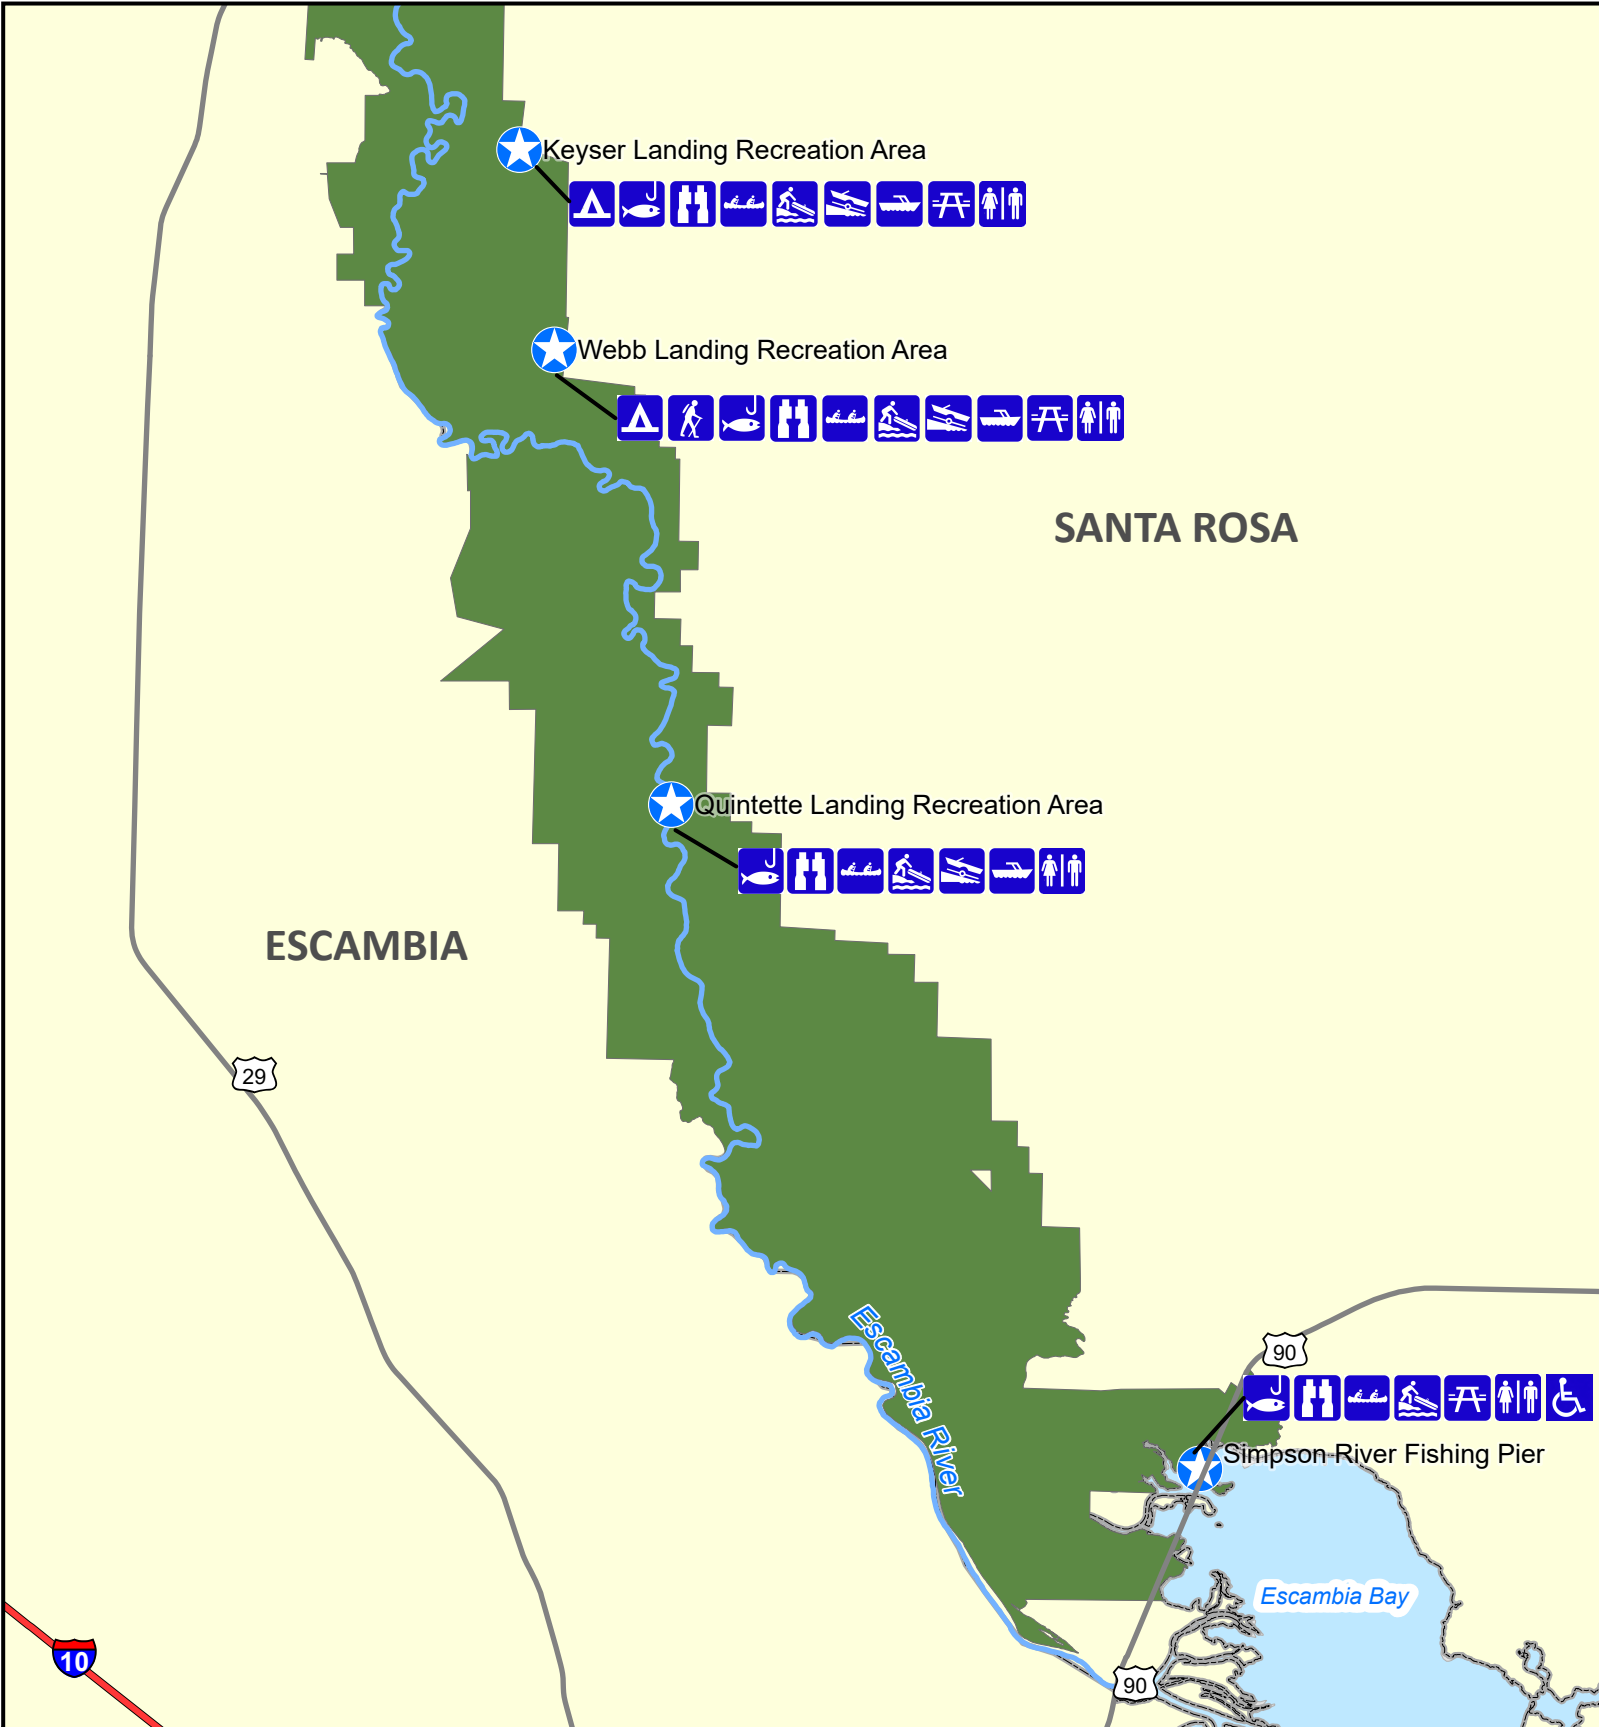 Keyser Landing Recreation Area
Webb Landing Recreation Area
SANTA ROSA
Quintette Landing Recreation Area
ESCAMBIA
29
Escambia River
90
Simpson River Fishing Pier
Escambia Bay
10
90